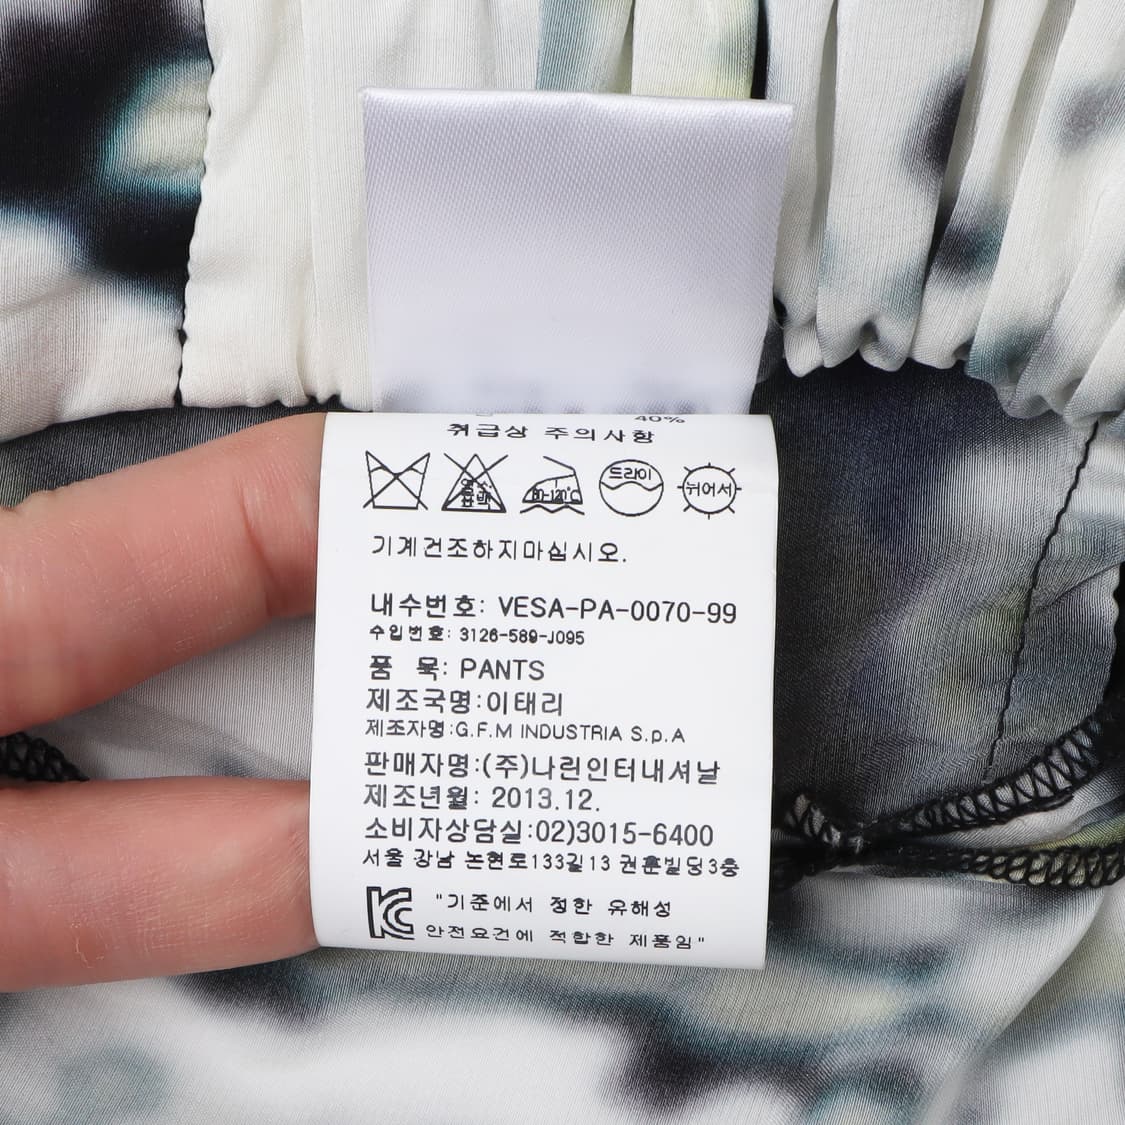 40%
취급상 주의사항
염소 표백
80-120℃
드라이
뉘어서
기계건조하지마십시오.
내수번호: VESA-PA-0070-99
수입번호: 3126-589-J095
품 목: PANTS
제조국명:이태리
제조자명:G.F.M INDUSTRIA S.p.A
판매자명:(주)나린인터내셔날
제조년월: 2013.12.
소비자상담실:02)3015-6400
서울 강남 논현로133길13 권훈빌딩3층
"기준에서 정한 유해성
안전요건에 적합한 제품임"